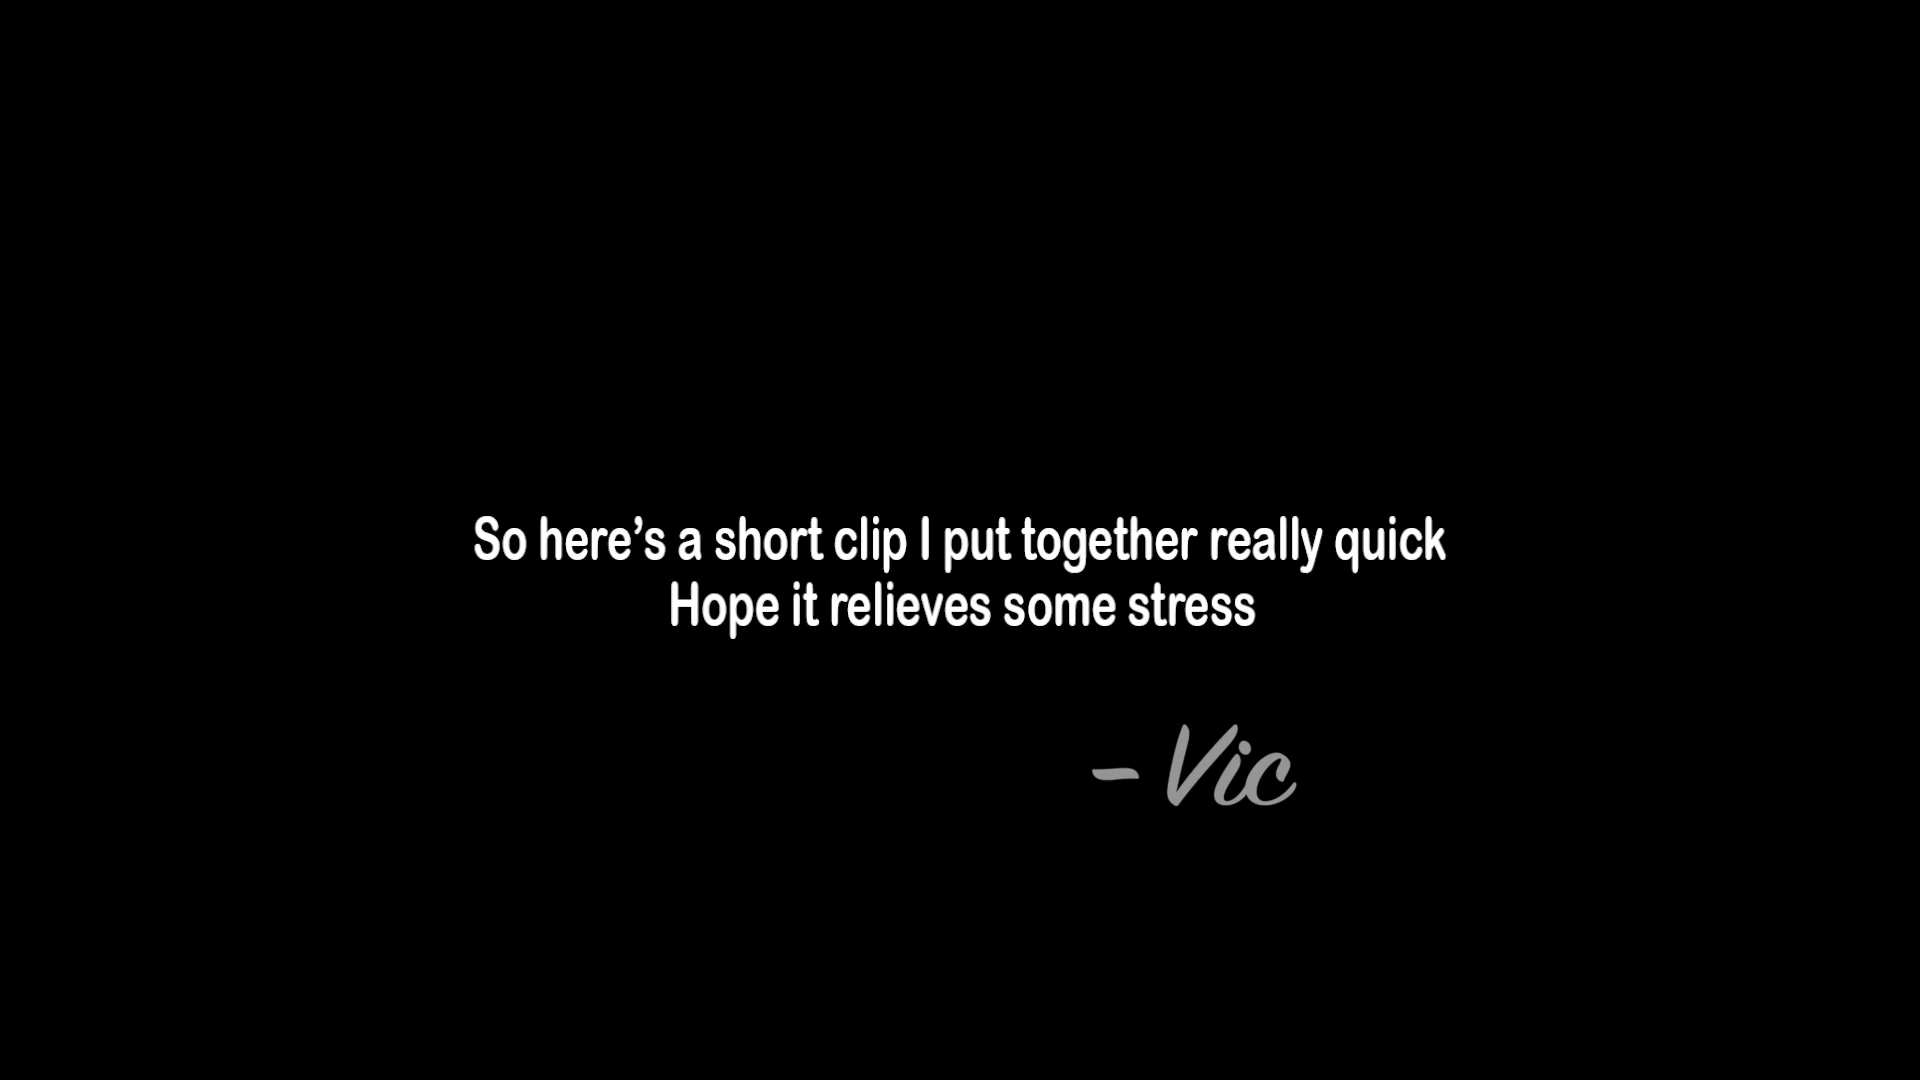 So here’s a short clip I put together really quick
Hope it relieves some stress
- Vic